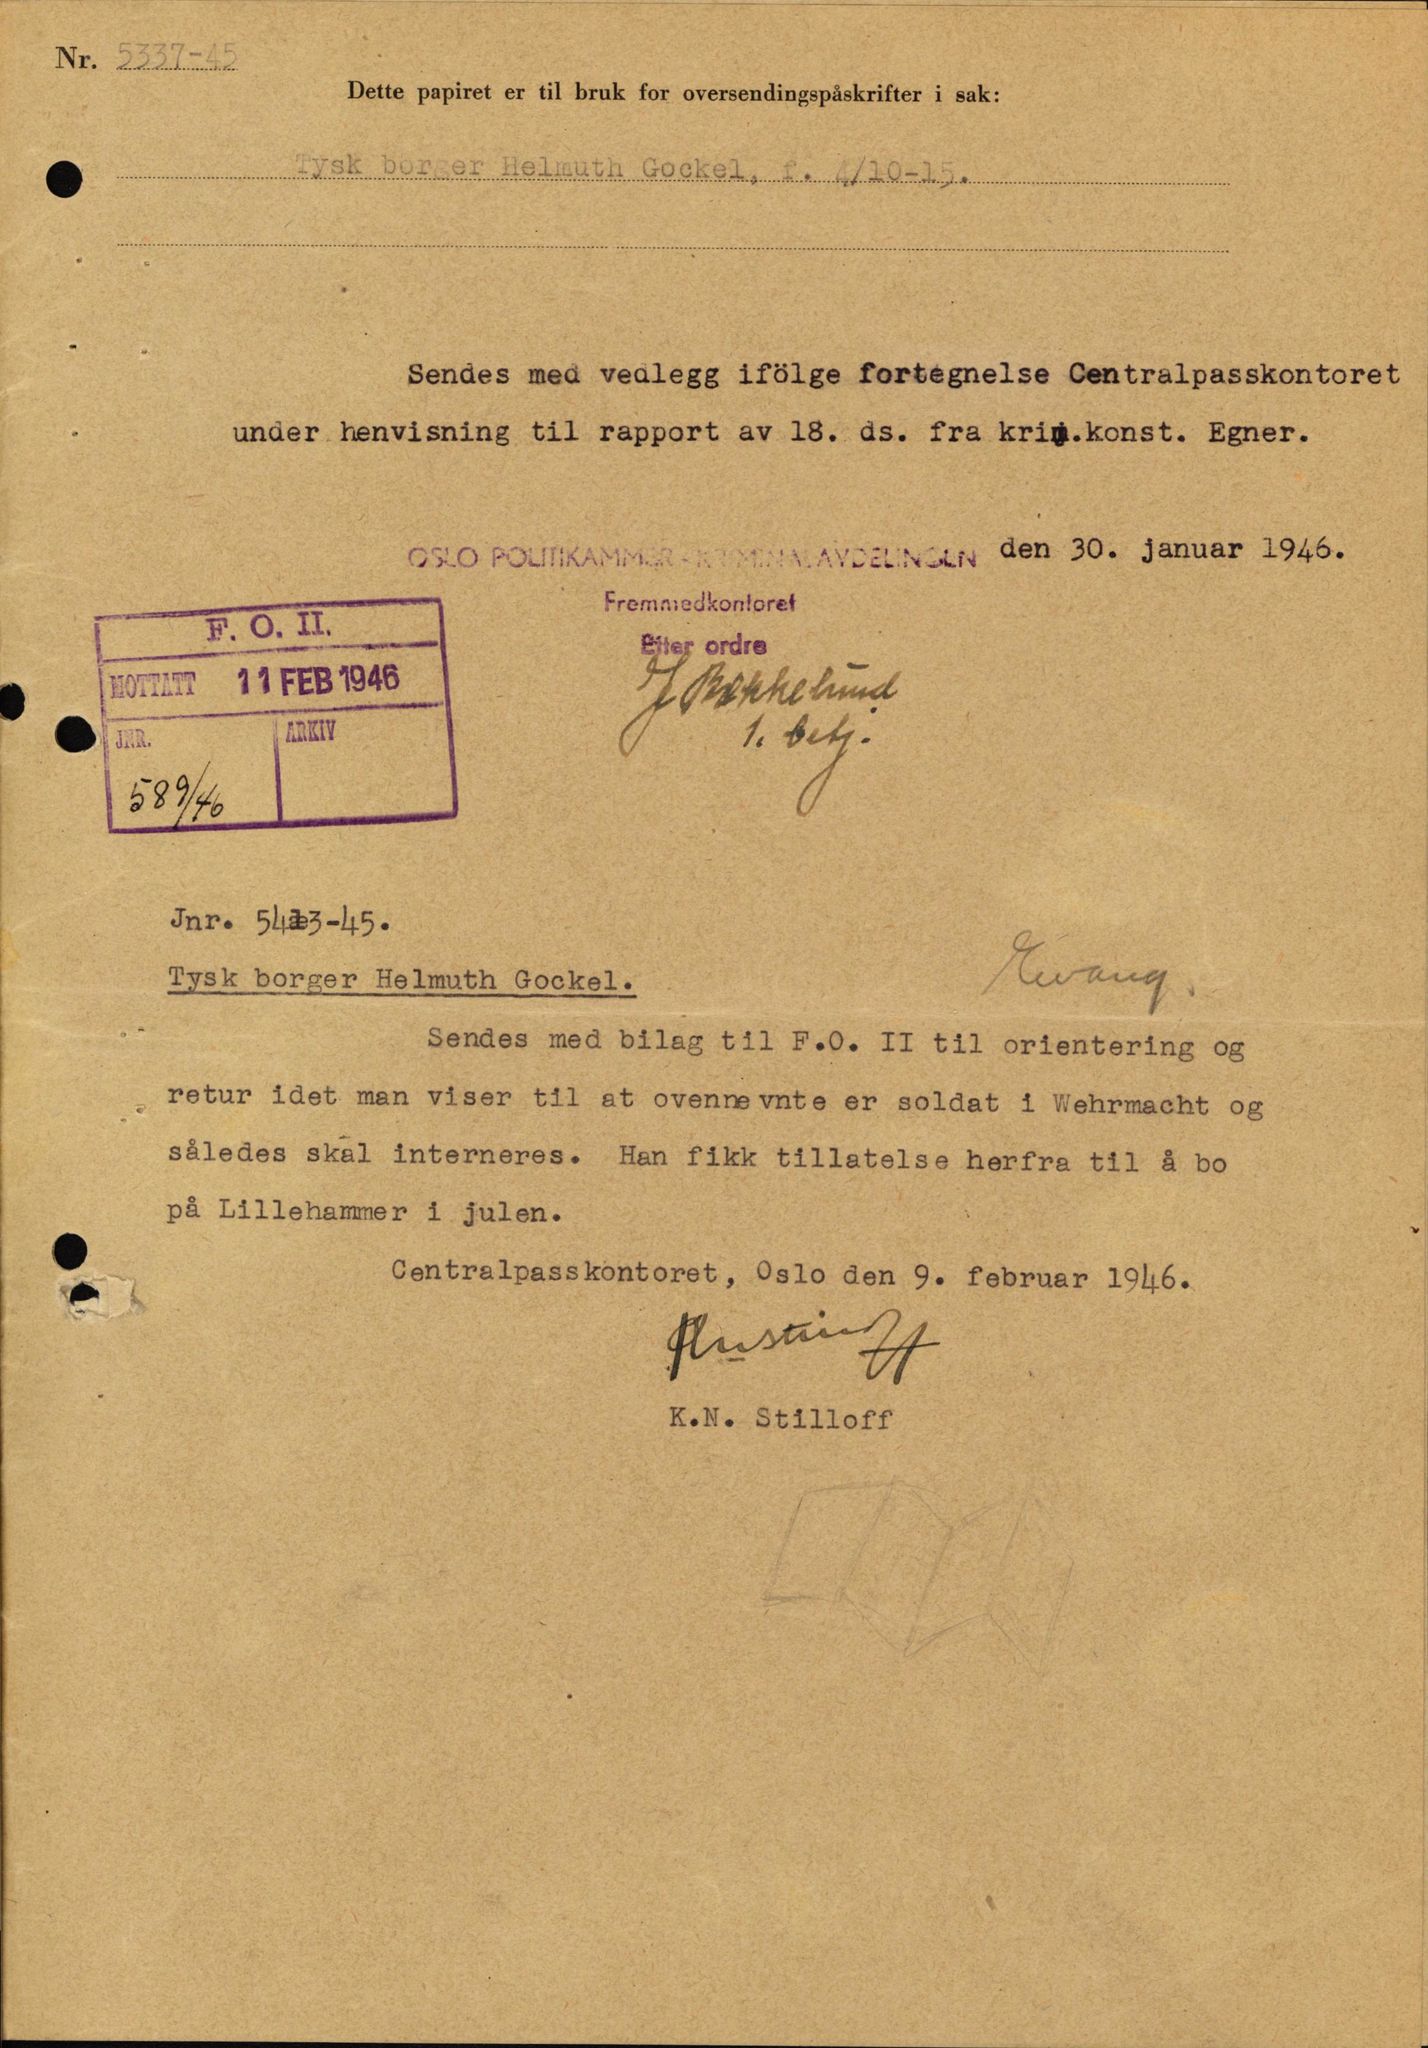 Nr. 5337-45
Dette papiret er til bruk for oversendingspåskrifter i sak:
Tysk borger Helmuth Gockel, f. 4/10-15.
Sendes med vedlegg ifölge fortegnelse Centralpasskontoret
under henvisning til rapport av 18. ds. fra krim.konst. Egner.
OSLO POLITIKAMMER - KRIMINALAVDELINGEN den 30. januar 1946.
Fremmedkontoret
Efter ordre
Bakkelund
1. betj.
F. O. II.
MOTTATT 11 FEB 1946
JNR. ARKIV
589/46
Jnr. 5413-45.
Tysk borger Helmuth Gockel.
Evang.
Sendes med bilag til F.O. II til orientering og
retur idet man viser til at ovennevnte er soldat i Wehrmacht og
således skal interneres. Han fikk tillatelse herfra til å bo
på Lillehammer i julen.
Centralpasskontoret, Oslo den 9. februar 1946.
K.N. Stilloff